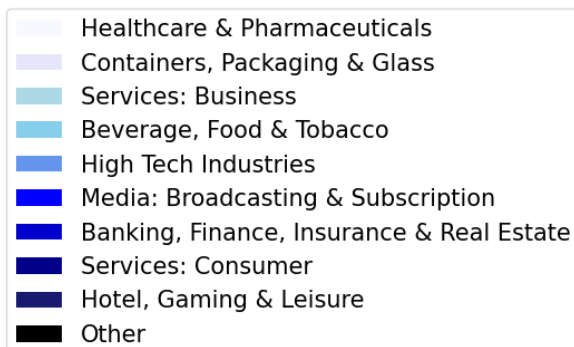 Healthcare & Pharmaceuticals
Containers, Packaging & Glass
Services: Business
Beverage, Food & Tobacco
High Tech Industries
Media: Broadcasting & Subscription
Banking, Finance, Insurance & Real Estate
Services: Consumer
Hotel, Gaming & Leisure
Other